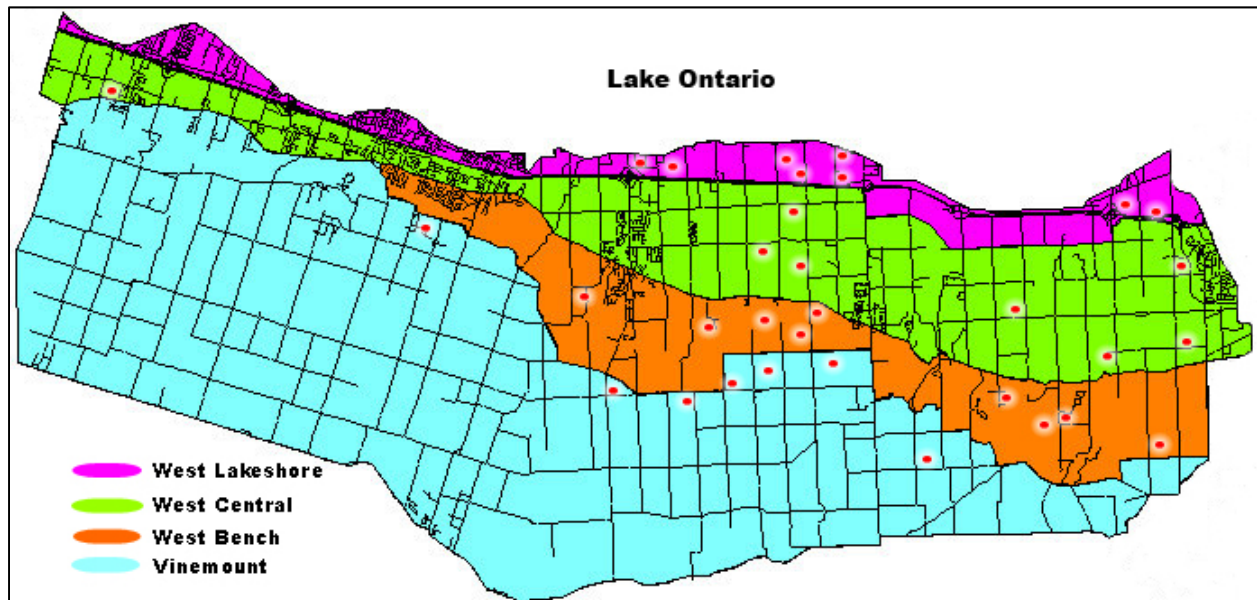 Lake Ontario
West Lakeshore
West Central
West Bench
Vinemount